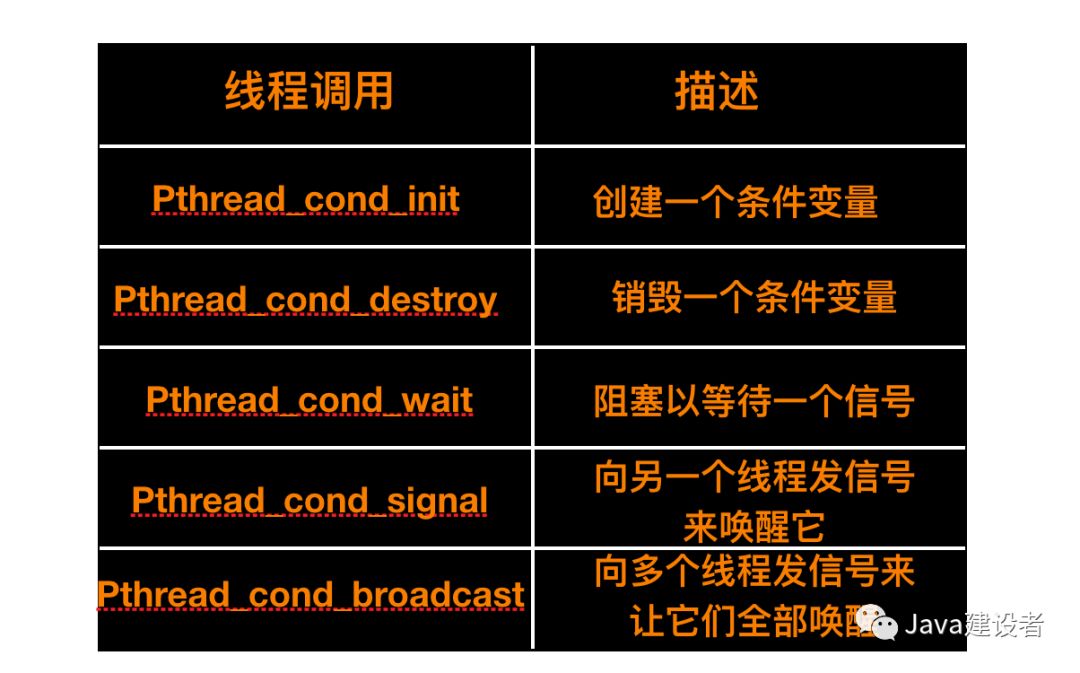 线程调用
描述
Pthread_cond_init
创建一个条件变量
Pthread_cond_destroy
销毁一个条件变量
Pthread_cond_wait
阻塞以等待一个信号
Pthread_cond_signal
向另一个线程发信号
来唤醒它
Pthread_cond_broadcast
向多个线程发信号来
让它们全部唤醒
Java建设者